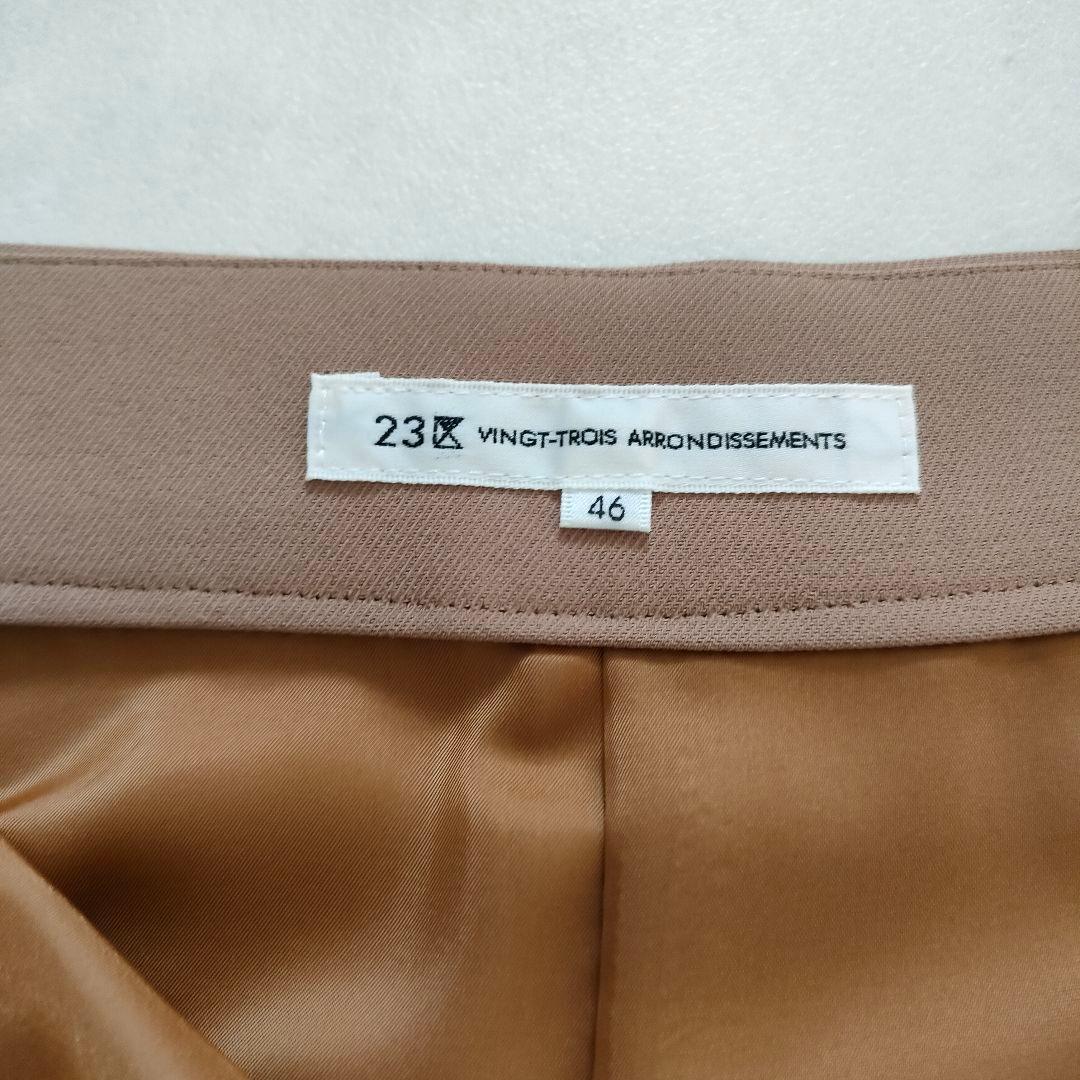 23区 VINGT-TROIS ARRONDISSEMENTS
46